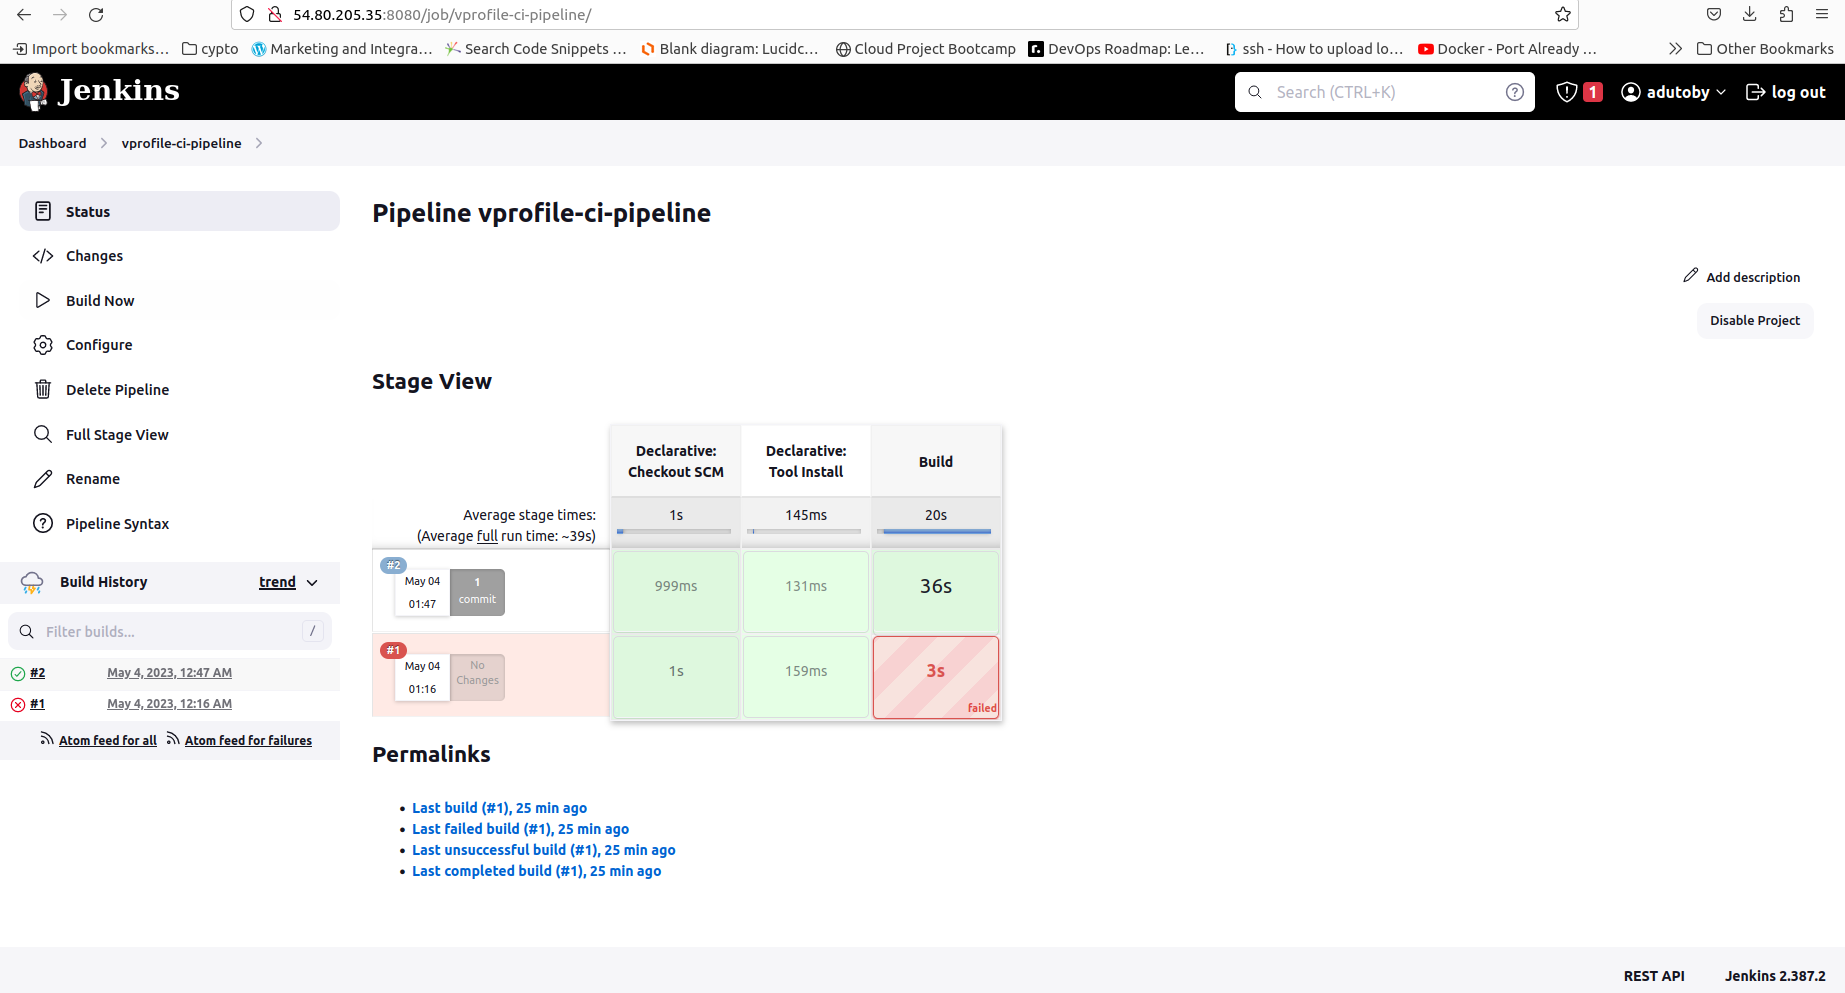 54.80.205.35:8080/job/vprofile-ci-pipeline/
Import bookmarks... cypto Marketing and Integra... Search Code Snippets ... Blank diagram: Lucidc... Cloud Project Bootcamp r. DevOps Roadmap: Le... ssh - How to upload lo... Docker - Port Already ... Other Bookmarks
Jenkins Search (CTRL+K) ? 1 adutoby log out
Dashboard vprofile-ci-pipeline
Status
Changes
Build Now
Configure
Delete Pipeline
Full Stage View
Rename
Pipeline Syntax
Build History trend
Filter builds... /
#2 May 4, 2023, 12:47 AM
#1 May 4, 2023, 12:16 AM
Atom feed for all Atom feed for failures
Pipeline vprofile-ci-pipeline
Add description
Disable Project
Stage View
Declarative: Declarative:
Checkout SCM Tool Install Build
Average stage times: 1s 145ms 20s
(Average full run time: ~39s)
#2
May 04 1
01:47 commit
999ms 131ms 36s
#1
May 04 No
01:16 Changes
1s 159ms 3s
failed
Permalinks
Last build (#1), 25 min ago
Last failed build (#1), 25 min ago
Last unsuccessful build (#1), 25 min ago
Last completed build (#1), 25 min ago
REST API Jenkins 2.387.2